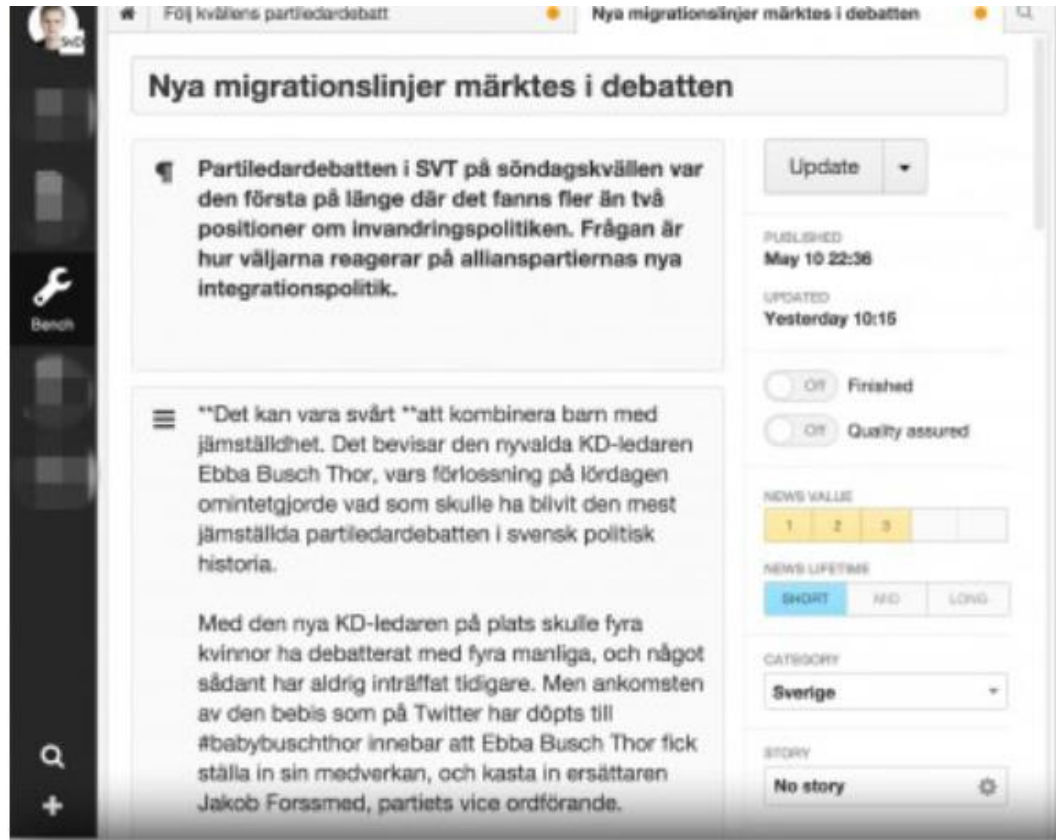 Följ kvällens partiledardebatt
Nya migrationslinjer märktes i debatten
SvD
Nya migrationslinjer märktes i debatten
Partiledardebatten i SVT på söndagskvällen var
den första på länge där det fanns fler än två
positioner om invandringspolitiken. Frågan är
hur väljarna reagerar på allianspartiernas nya
integrationspolitik.
**Det kan vara svårt **att kombinera barn med
jämställdhet. Det bevisar den nyvalda KD-ledaren
Ebba Busch Thor, vars förlossning på lördagen
omintetgjorde vad som skulle ha blivit den mest
jämställda partiledardebatten i svensk politisk
historia.
Med den nya KD-ledaren på plats skulle fyra
kvinnor ha debatterat med fyra manliga, och något
sådant har aldrig inträffat tidigare. Men ankomsten
av den bebis som på Twitter har döpts till
#babybuschthor innebar att Ebba Busch Thor fick
ställa in sin medverkan, och kasta in ersättaren
Jakob Forssmed, partiets vice ordförande.
Bench
Update
PUBLISHED
May 10 22:36
UPDATED
Yesterday 10:15
Off Finished
Off Quality assured
NEWS VALUE
1 2 3
NEWS LIFETIME
SHORT MID LONG
CATEGORY
Sverige
STORY
No story